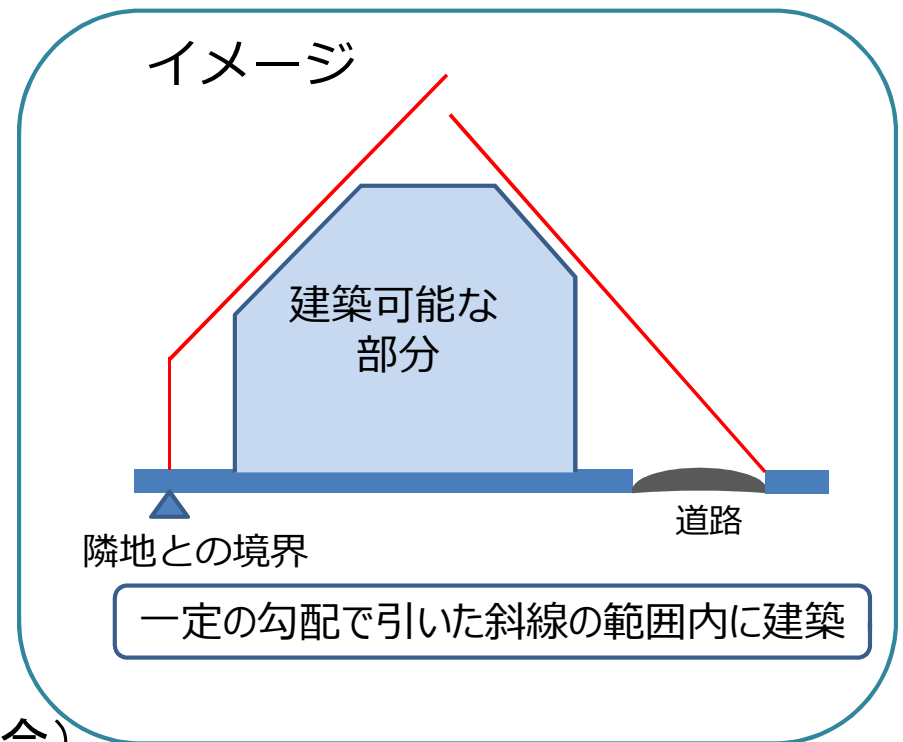 イメージ
建築可能な
部分
道路
隣地との境界
一定の勾配で引いた斜線の範囲内に建築
合）